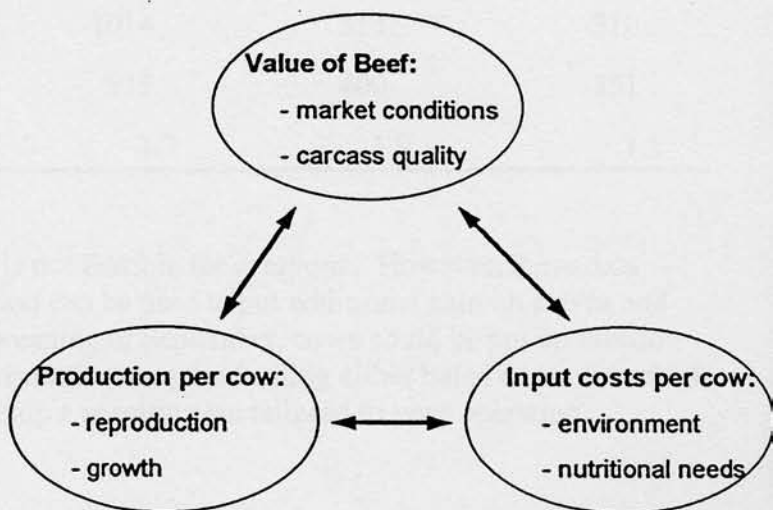 Value of Beef:
- market conditions
- carcass quality
Production per cow:
- reproduction
- growth
Input costs per cow:
- environment
- nutritional needs